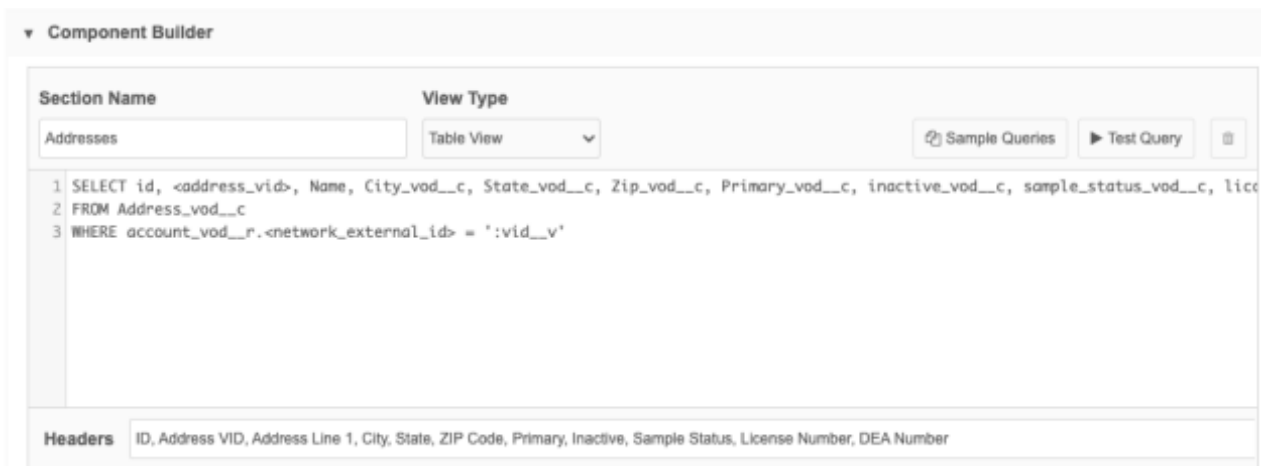 Component Builder
Section Name View Type
Addresses Table View Sample Queries Test Query
1 SELECT id, <address_vid>, Name, City_vod__c, State_vod__c, Zip_vod__c, Primary_vod__c, inactive_vod__c, sample_status_vod__c, lice
2 FROM Address_vod__c
3 WHERE account_vod__r.<network_external_id> = ':vid__v'
Headers ID, Address VID, Address Line 1, City, State, ZIP Code, Primary, Inactive, Sample Status, License Number, DEA Number